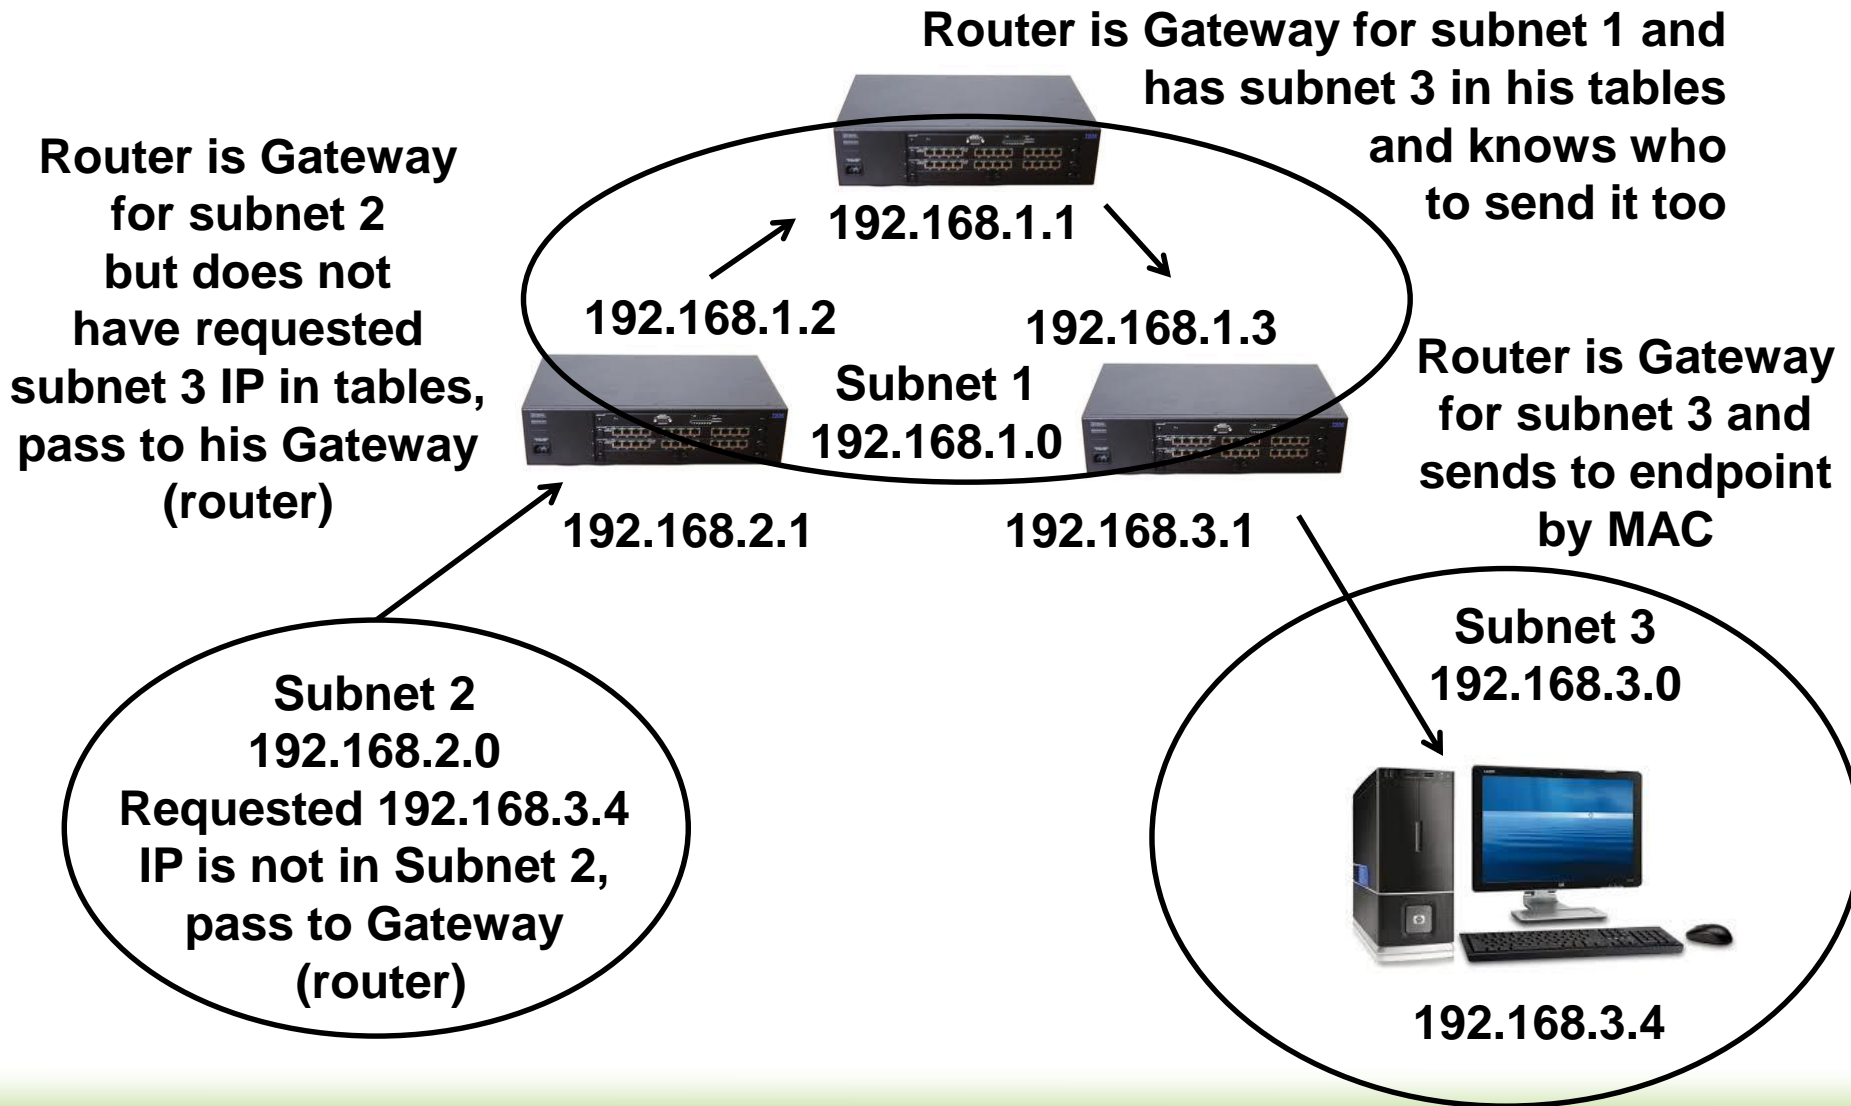 Router is Gateway for subnet 1 and
has subnet 3 in his tables
and knows who
to send it too
Router is Gateway
for subnet 2
but does not
have requested
subnet 3 IP in tables,
pass to his Gateway
(router)
192.168.1.1
192.168.1.2
192.168.1.3
Subnet 1
192.168.1.0
Router is Gateway
for subnet 3 and
sends to endpoint
by MAC
192.168.2.1
192.168.3.1
Subnet 2
192.168.2.0
Requested 192.168.3.4
IP is not in Subnet 2,
pass to Gateway
(router)
Subnet 3
192.168.3.0
192.168.3.4